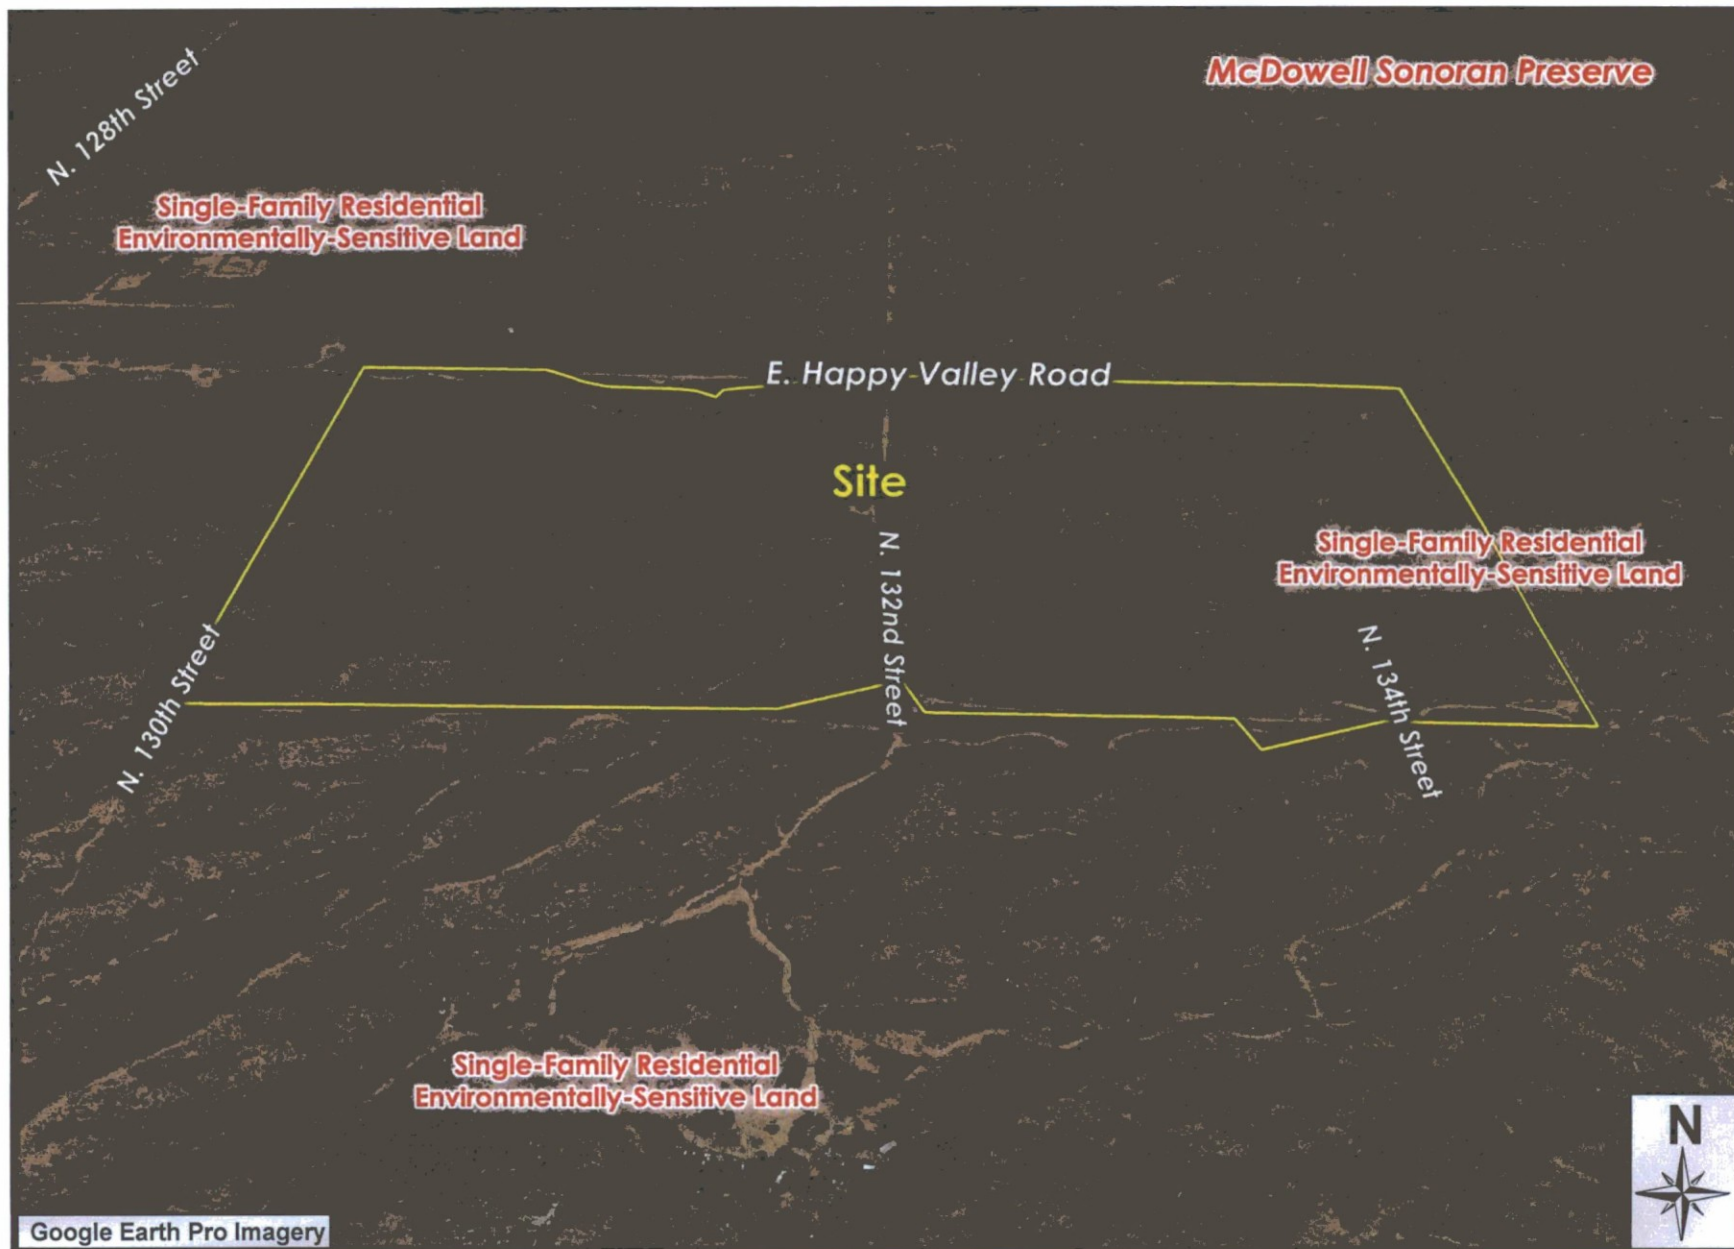 McDowell Sonoran Preserve
N. 128th Street
Single-Family Residential
Environmentally-Sensitive Land
E. Happy Valley Road
Site
N. 132nd Street
Single-Family Residential
Environmentally-Sensitive Land
N. 130th Street
N. 134th Street
Single-Family Residential
Environmentally-Sensitive Land
N
Google Earth Pro Imagery